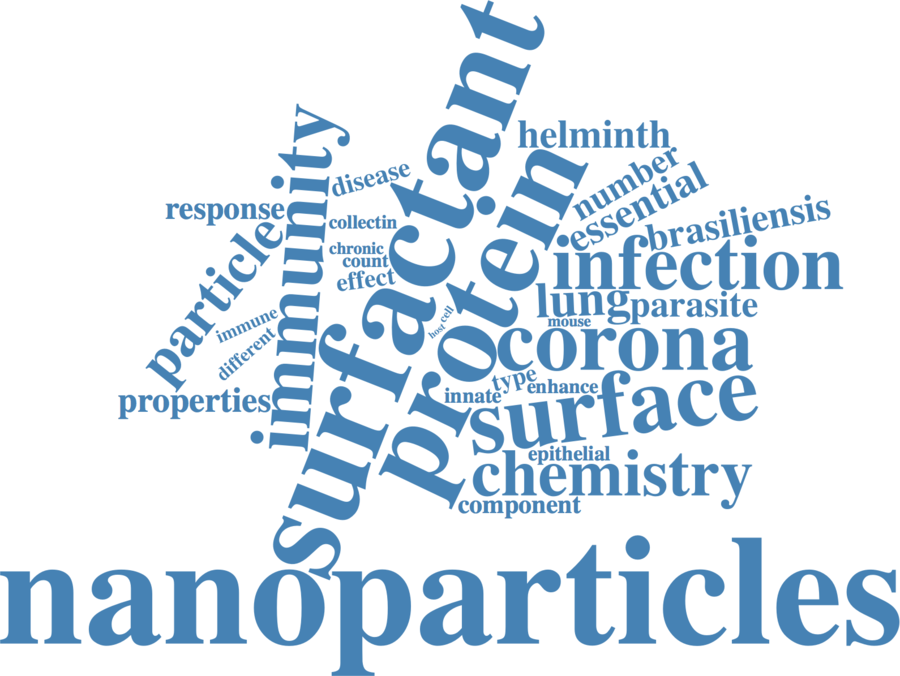 surfactant
immunity
helminth
protein
disease
number
essential
response
collectin
brasiliensis
particle
chronic
count
infection
effect
lung
parasite
immune
cell
host
mouse
different
corona
type
enhance
properties
innate
surface
epithelial
chemistry
component
nanoparticles